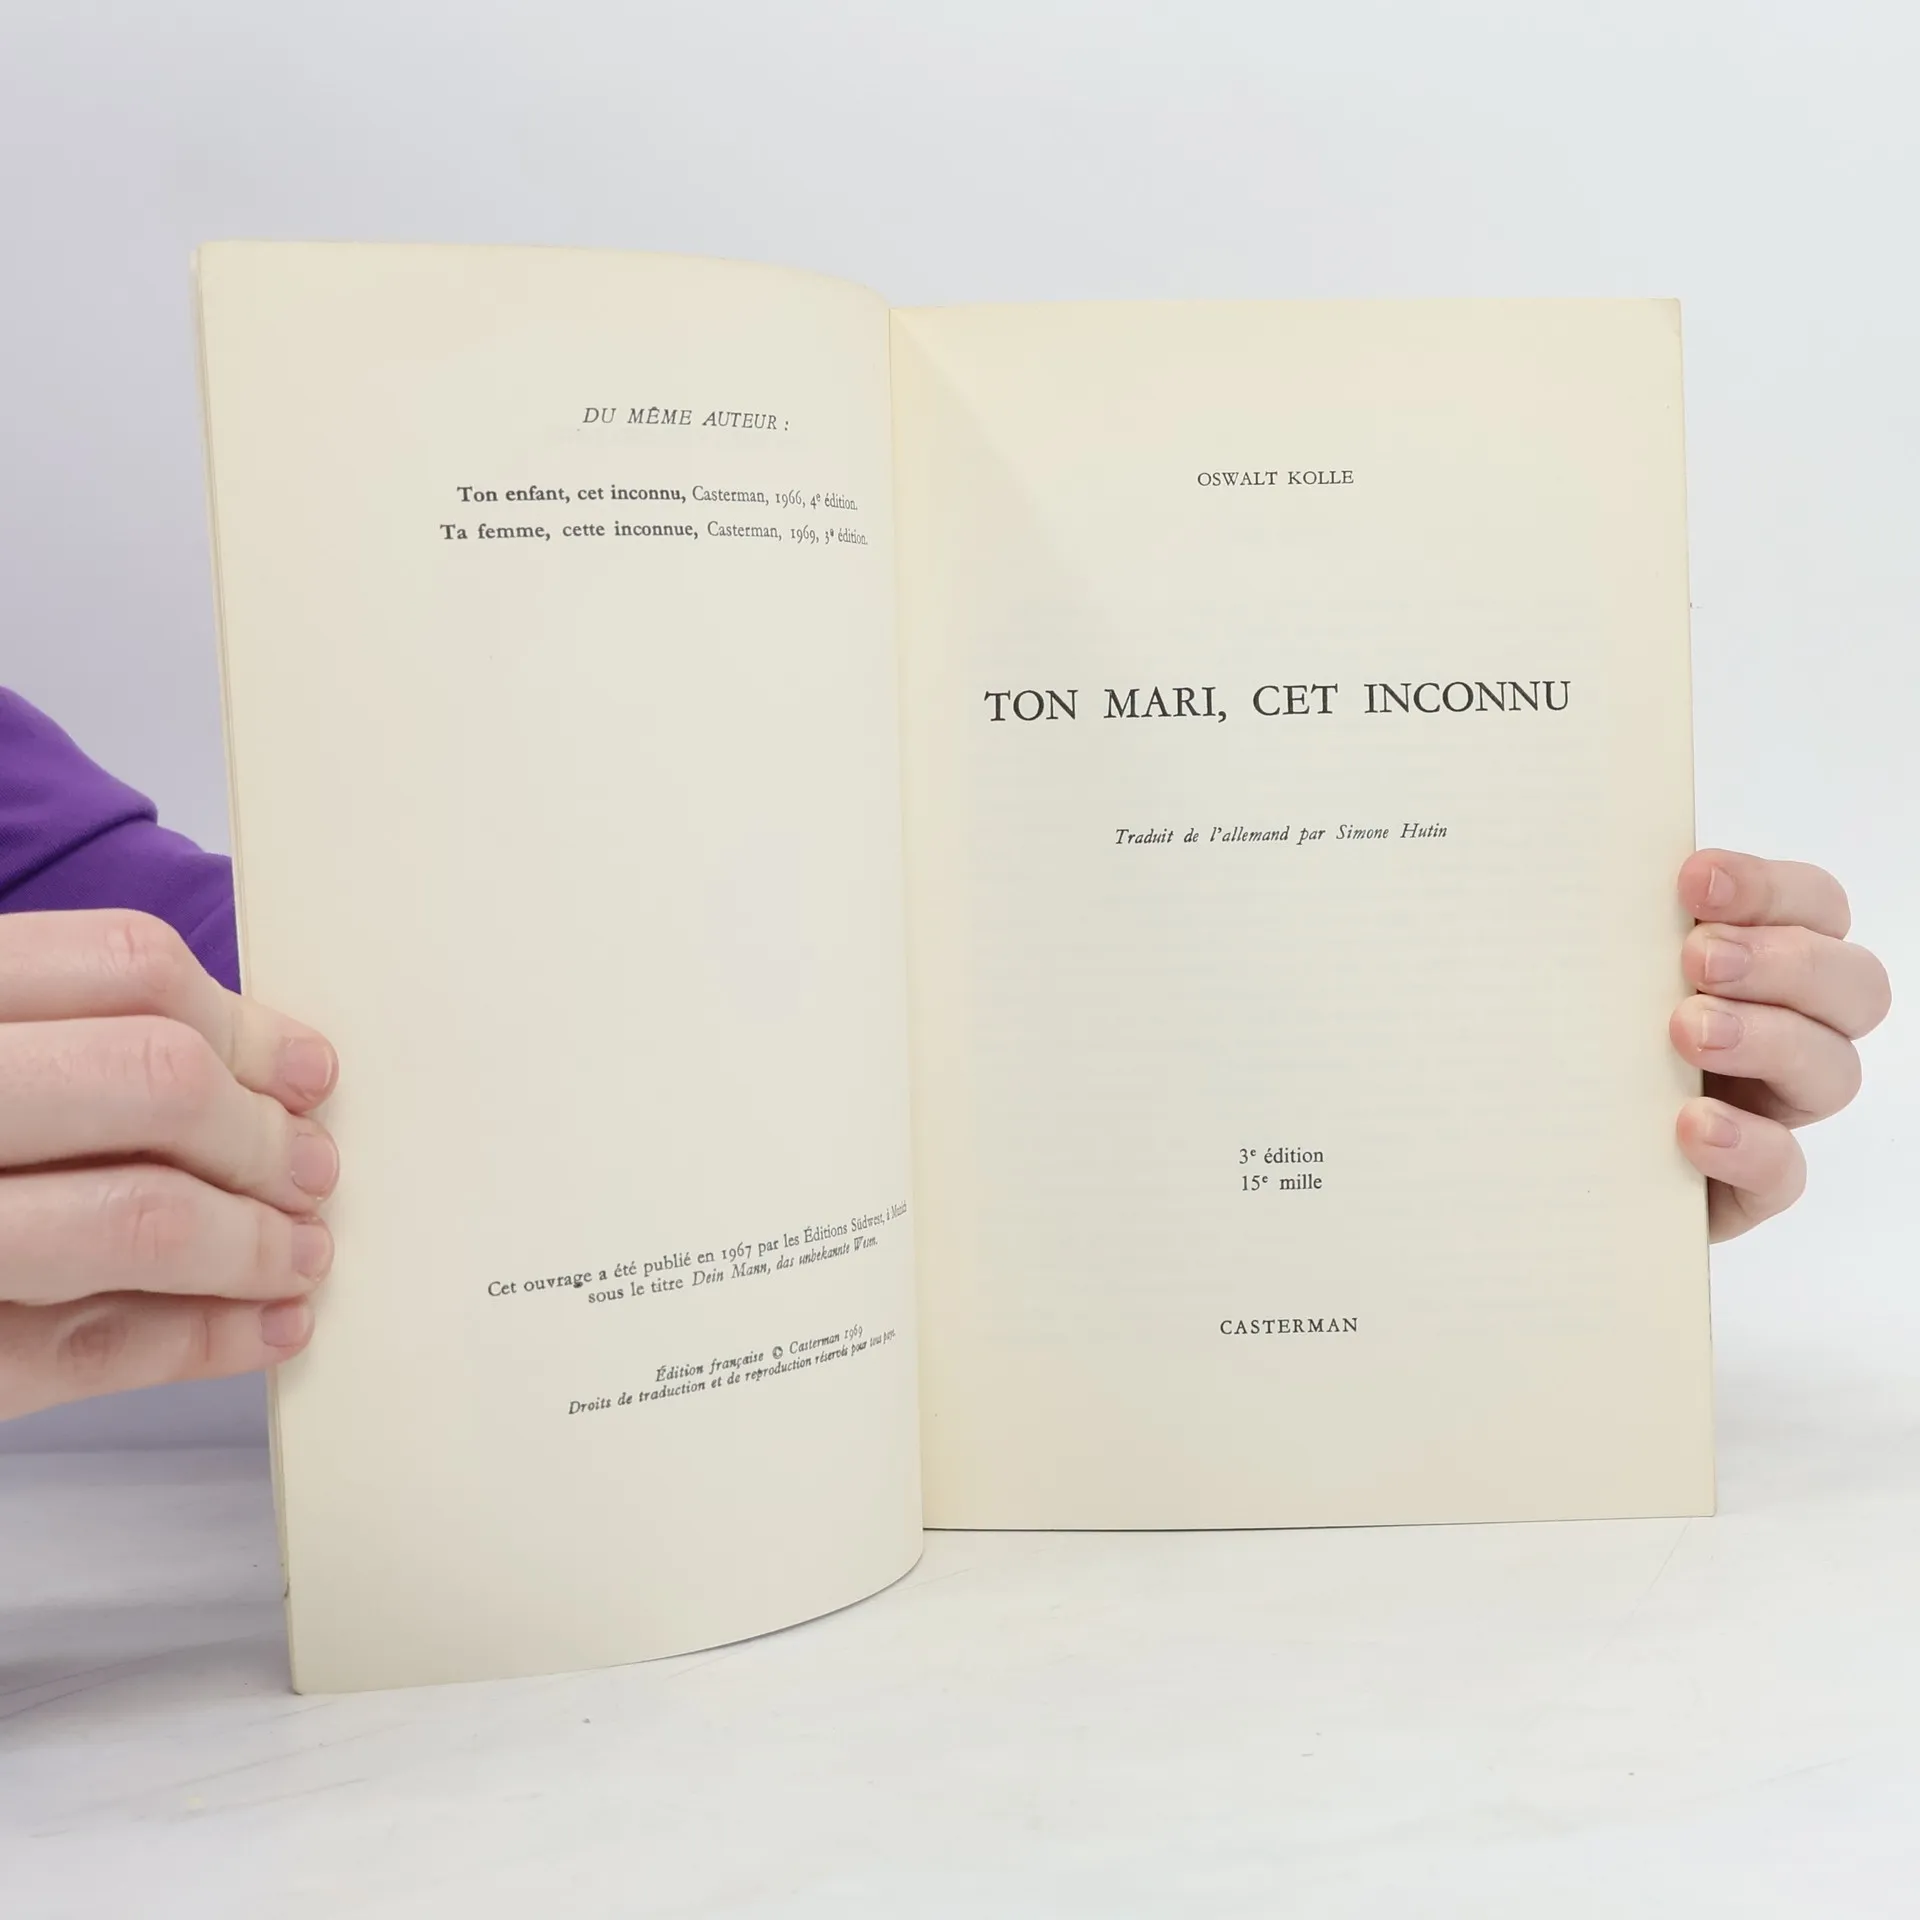 DU MÊME AUTEUR :
Ton enfant, cet inconnu, Casterman, 1966, 4e édition.
Ta femme, cette inconnue, Casterman, 1969, 3e édition.
Cet ouvrage a été publié en 1967 par les Éditions Südwest, à Munich
sous le titre Dein Mann, das unbekannte Wesen.
Édition française © Casterman 1969
Droits de traduction et de reproduction réservés pour tous pays.
OSWALT KOLLE
TON MARI, CET INCONNU
Traduit de l'allemand par Simone Hutin
3e édition
15e mille
CASTERMAN